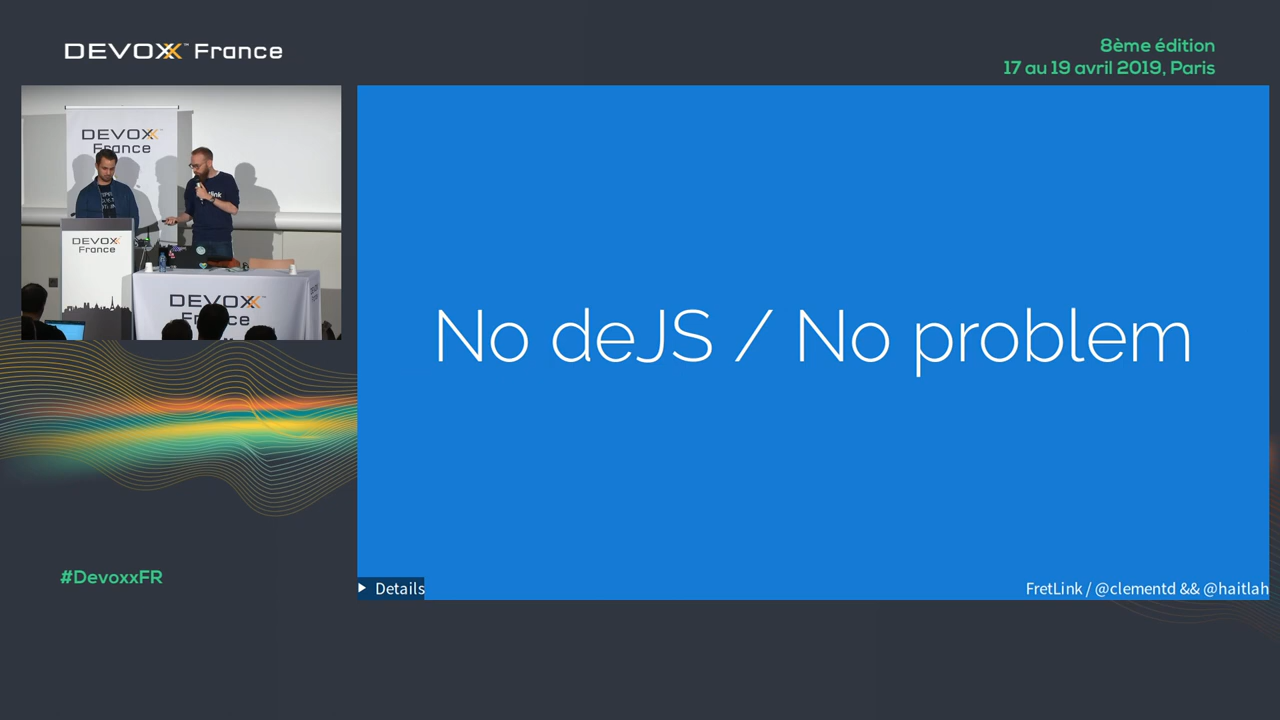 DEVOXX™ France
8ème édition
17 au 19 avril 2019, Paris
DEVOXX
France
DEVOXX
France
DEVOXX
France
No deJS / No problem
Details
FretLink / @clementd && @haitlah
#DevoxxFR